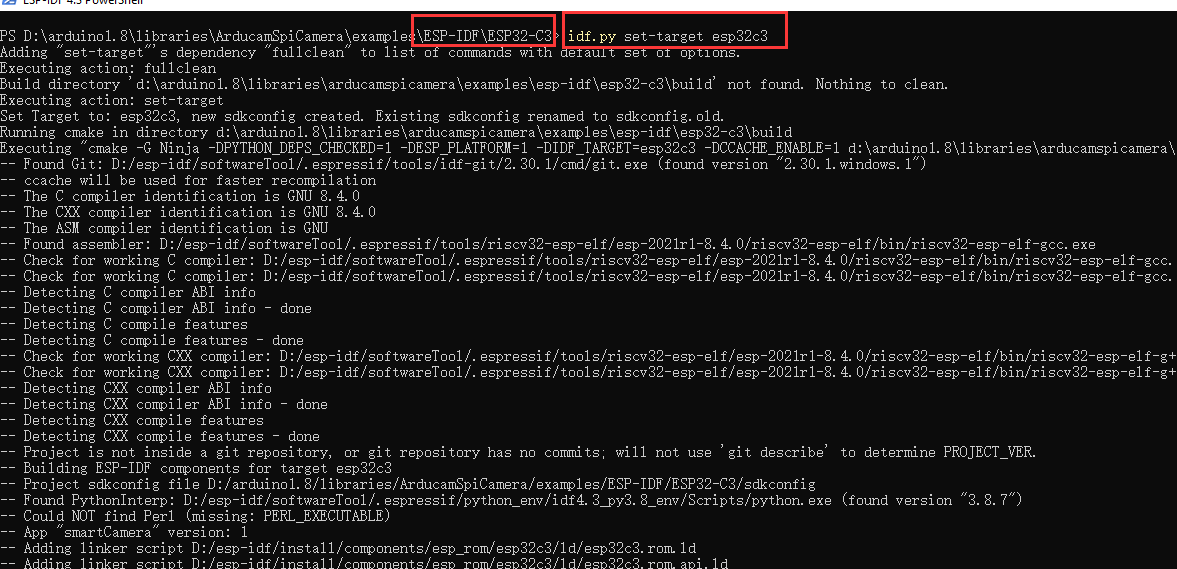 ESP-IDF 4.3 PowerShell
PS D:\arduino1.8\libraries\ArducamSpiCamera\examples\ESP-IDF\ESP32-C3> idf.py set-target esp32c3
Adding "set-target"'s dependency "fullclean" to list of commands with default set of options.
Executing action: fullclean
Build directory 'd:\arduino1.8\libraries\arducamspicamera\examples\esp-idf\esp32-c3\build' not found. Nothing to clean.
Executing action: set-target
Set Target to: esp32c3, new sdkconfig created. Existing sdkconfig renamed to sdkconfig.old.
Running cmake in directory d:\arduino1.8\libraries\arducamspicamera\examples\esp-idf\esp32-c3\build
Executing "cmake -G Ninja -DPYTHON_DEPS_CHECKED=1 -DESP_PLATFORM=1 -DIDF_TARGET=esp32c3 -DCCACHE_ENABLE=1 d:\arduino1.8\libraries\arducamspicamera\
-- Found Git: D:/esp-idf/softwareTool/.espressif/tools/idf-git/2.30.1/cmd/git.exe (found version "2.30.1.windows.1")
-- ccache will be used for faster recompilation
-- The C compiler identification is GNU 8.4.0
-- The CXX compiler identification is GNU 8.4.0
-- The ASM compiler identification is GNU
-- Found assembler: D:/esp-idf/softwareTool/.espressif/tools/riscv32-esp-elf/esp-2021r1-8.4.0/riscv32-esp-elf/bin/riscv32-esp-elf-gcc.exe
-- Check for working C compiler: D:/esp-idf/softwareTool/.espressif/tools/riscv32-esp-elf/esp-2021r1-8.4.0/riscv32-esp-elf/bin/riscv32-esp-elf-gcc.
-- Check for working C compiler: D:/esp-idf/softwareTool/.espressif/tools/riscv32-esp-elf/esp-2021r1-8.4.0/riscv32-esp-elf/bin/riscv32-esp-elf-gcc.
-- Detecting C compiler ABI info
-- Detecting C compiler ABI info - done
-- Detecting C compile features
-- Detecting C compile features - done
-- Check for working CXX compiler: D:/esp-idf/softwareTool/.espressif/tools/riscv32-esp-elf/esp-2021r1-8.4.0/riscv32-esp-elf/bin/riscv32-esp-elf-g+
-- Check for working CXX compiler: D:/esp-idf/softwareTool/.espressif/tools/riscv32-esp-elf/esp-2021r1-8.4.0/riscv32-esp-elf/bin/riscv32-esp-elf-g+
-- Detecting CXX compiler ABI info
-- Detecting CXX compiler ABI info - done
-- Detecting CXX compile features
-- Detecting CXX compile features - done
-- Project is not inside a git repository, or git repository has no commits; will not use 'git describe' to determine PROJECT_VER.
-- Building ESP-IDF components for target esp32c3
-- Project sdkconfig file D:/arduino1.8/libraries/ArducamSpiCamera/examples/ESP-IDF/ESP32-C3/sdkconfig
-- Found PythonInterp: D:/esp-idf/softwareTool/.espressif/python_env/idf4.3_py3.8_env/Scripts/python.exe (found version "3.8.7")
-- Could NOT find Perl (missing: PERL_EXECUTABLE)
-- App "smartCamera" version: 1
-- Adding linker script D:/esp-idf/install/components/esp_rom/esp32c3/ld/esp32c3.rom.ld
-- Adding linker script D:/esp-idf/install/components/esp_rom/esp32c3/ld/esp32c3.rom.api.ld